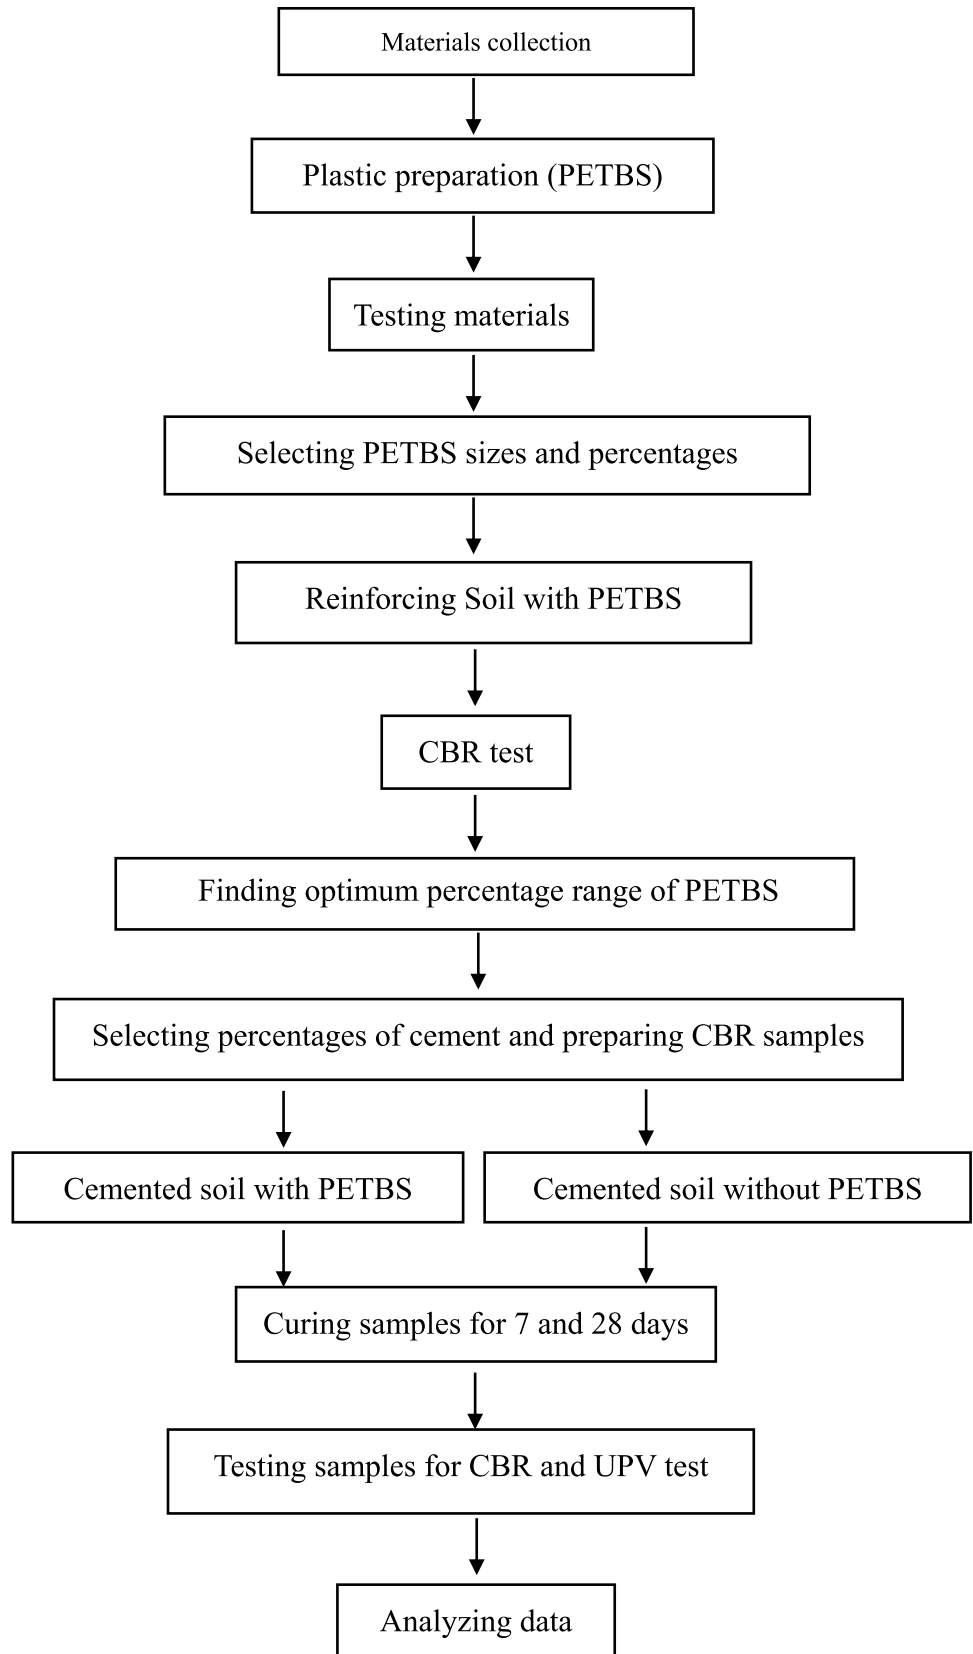 Materials collection
Plastic preparation (PETBS)
Testing materials
Selecting PETBS sizes and percentages
Reinforcing Soil with PETBS
CBR test
Finding optimum percentage range of PETBS
Selecting percentages of cement and preparing CBR samples
Cemented soil with PETBS
Cemented soil without PETBS
Curing samples for 7 and 28 days
Testing samples for CBR and UPV test
Analyzing data